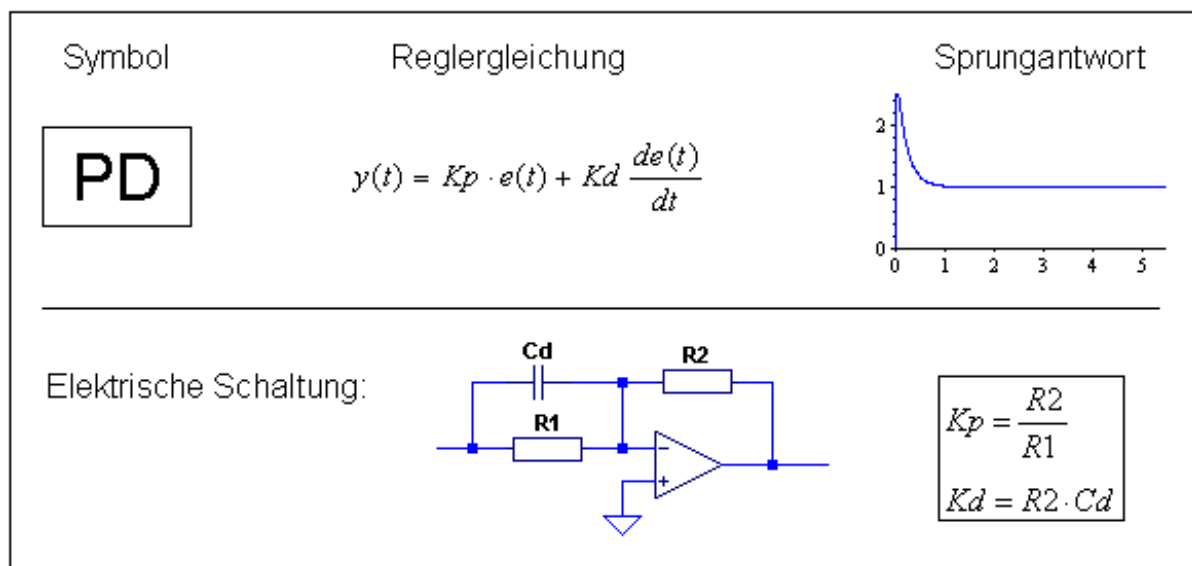 Symbol Reglergleichung Sprungantwort
PD
y(t) = Kp · e(t) + Kd de(t)/dt
2
1
0
0 1 2 3 4 5
Elektrische Schaltung:
Cd R2
R1
−
+
Kp = R2/R1
Kd = R2 · Cd